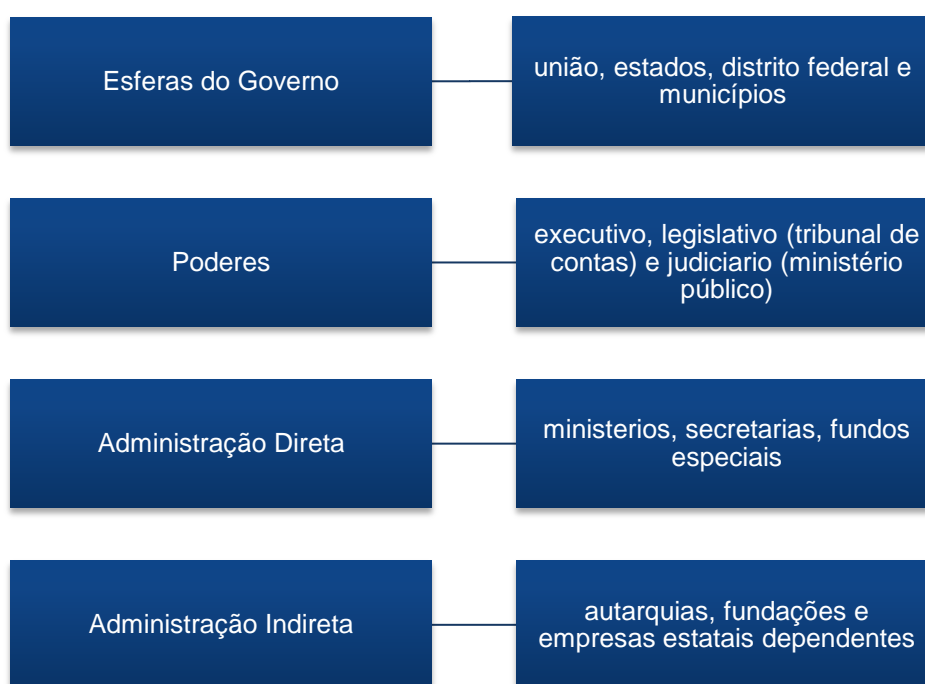 Esferas do Governo
união, estados, distrito federal e
municípios
Poderes
executivo, legislativo (tribunal de
contas) e judiciario (ministério
público)
Administração Direta
ministerios, secretarias, fundos
especiais
Administração Indireta
autarquias, fundações e
empresas estatais dependentes